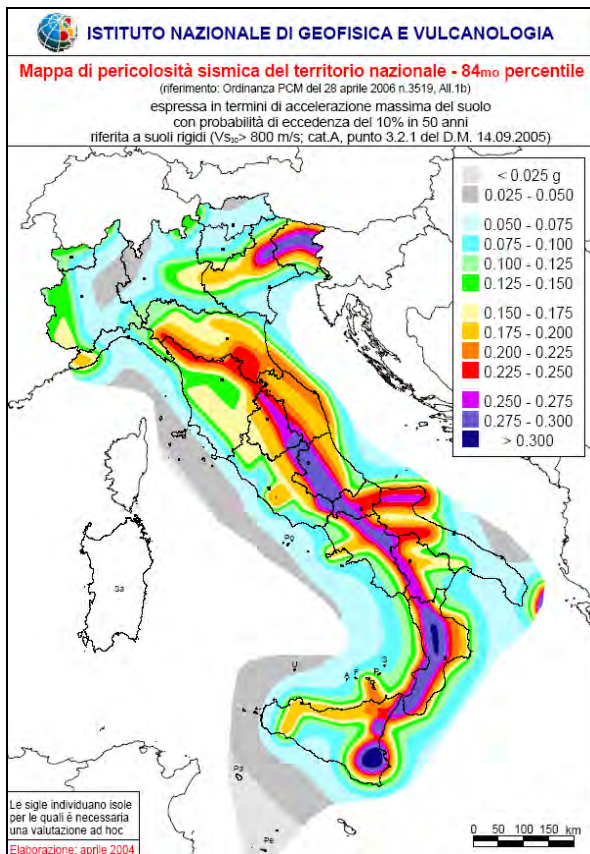 ISTITUTO NAZIONALE DI GEOFISICA E VULCANOLOGIA
Mappa di pericolosità sismica del territorio nazionale - 84mo percentile
(riferimento: Ordinanza PCM del 28 aprile 2006 n.3519, All.1b)
espressa in termini di accelerazione massima del suolo
con probabilità di eccedenza del 10% in 50 anni
riferita a suoli rigidi (Vs30> 800 m/s; cat.A, punto 3.2.1 del D.M. 14.09.2005)
< 0.025 g
0.025 - 0.050
0.050 - 0.075
0.075 - 0.100
0.100 - 0.125
0.125 - 0.150
0.150 - 0.175
0.175 - 0.200
0.200 - 0.225
0.225 - 0.250
0.250 - 0.275
0.275 - 0.300
> 0.300
Sa
U
A
F
P
S
Pa
Pe
Le sigle individuano isole
per le quali è necessaria
una valutazione ad hoc
Elaborazione: aprile 2004
0 50 100 150 km